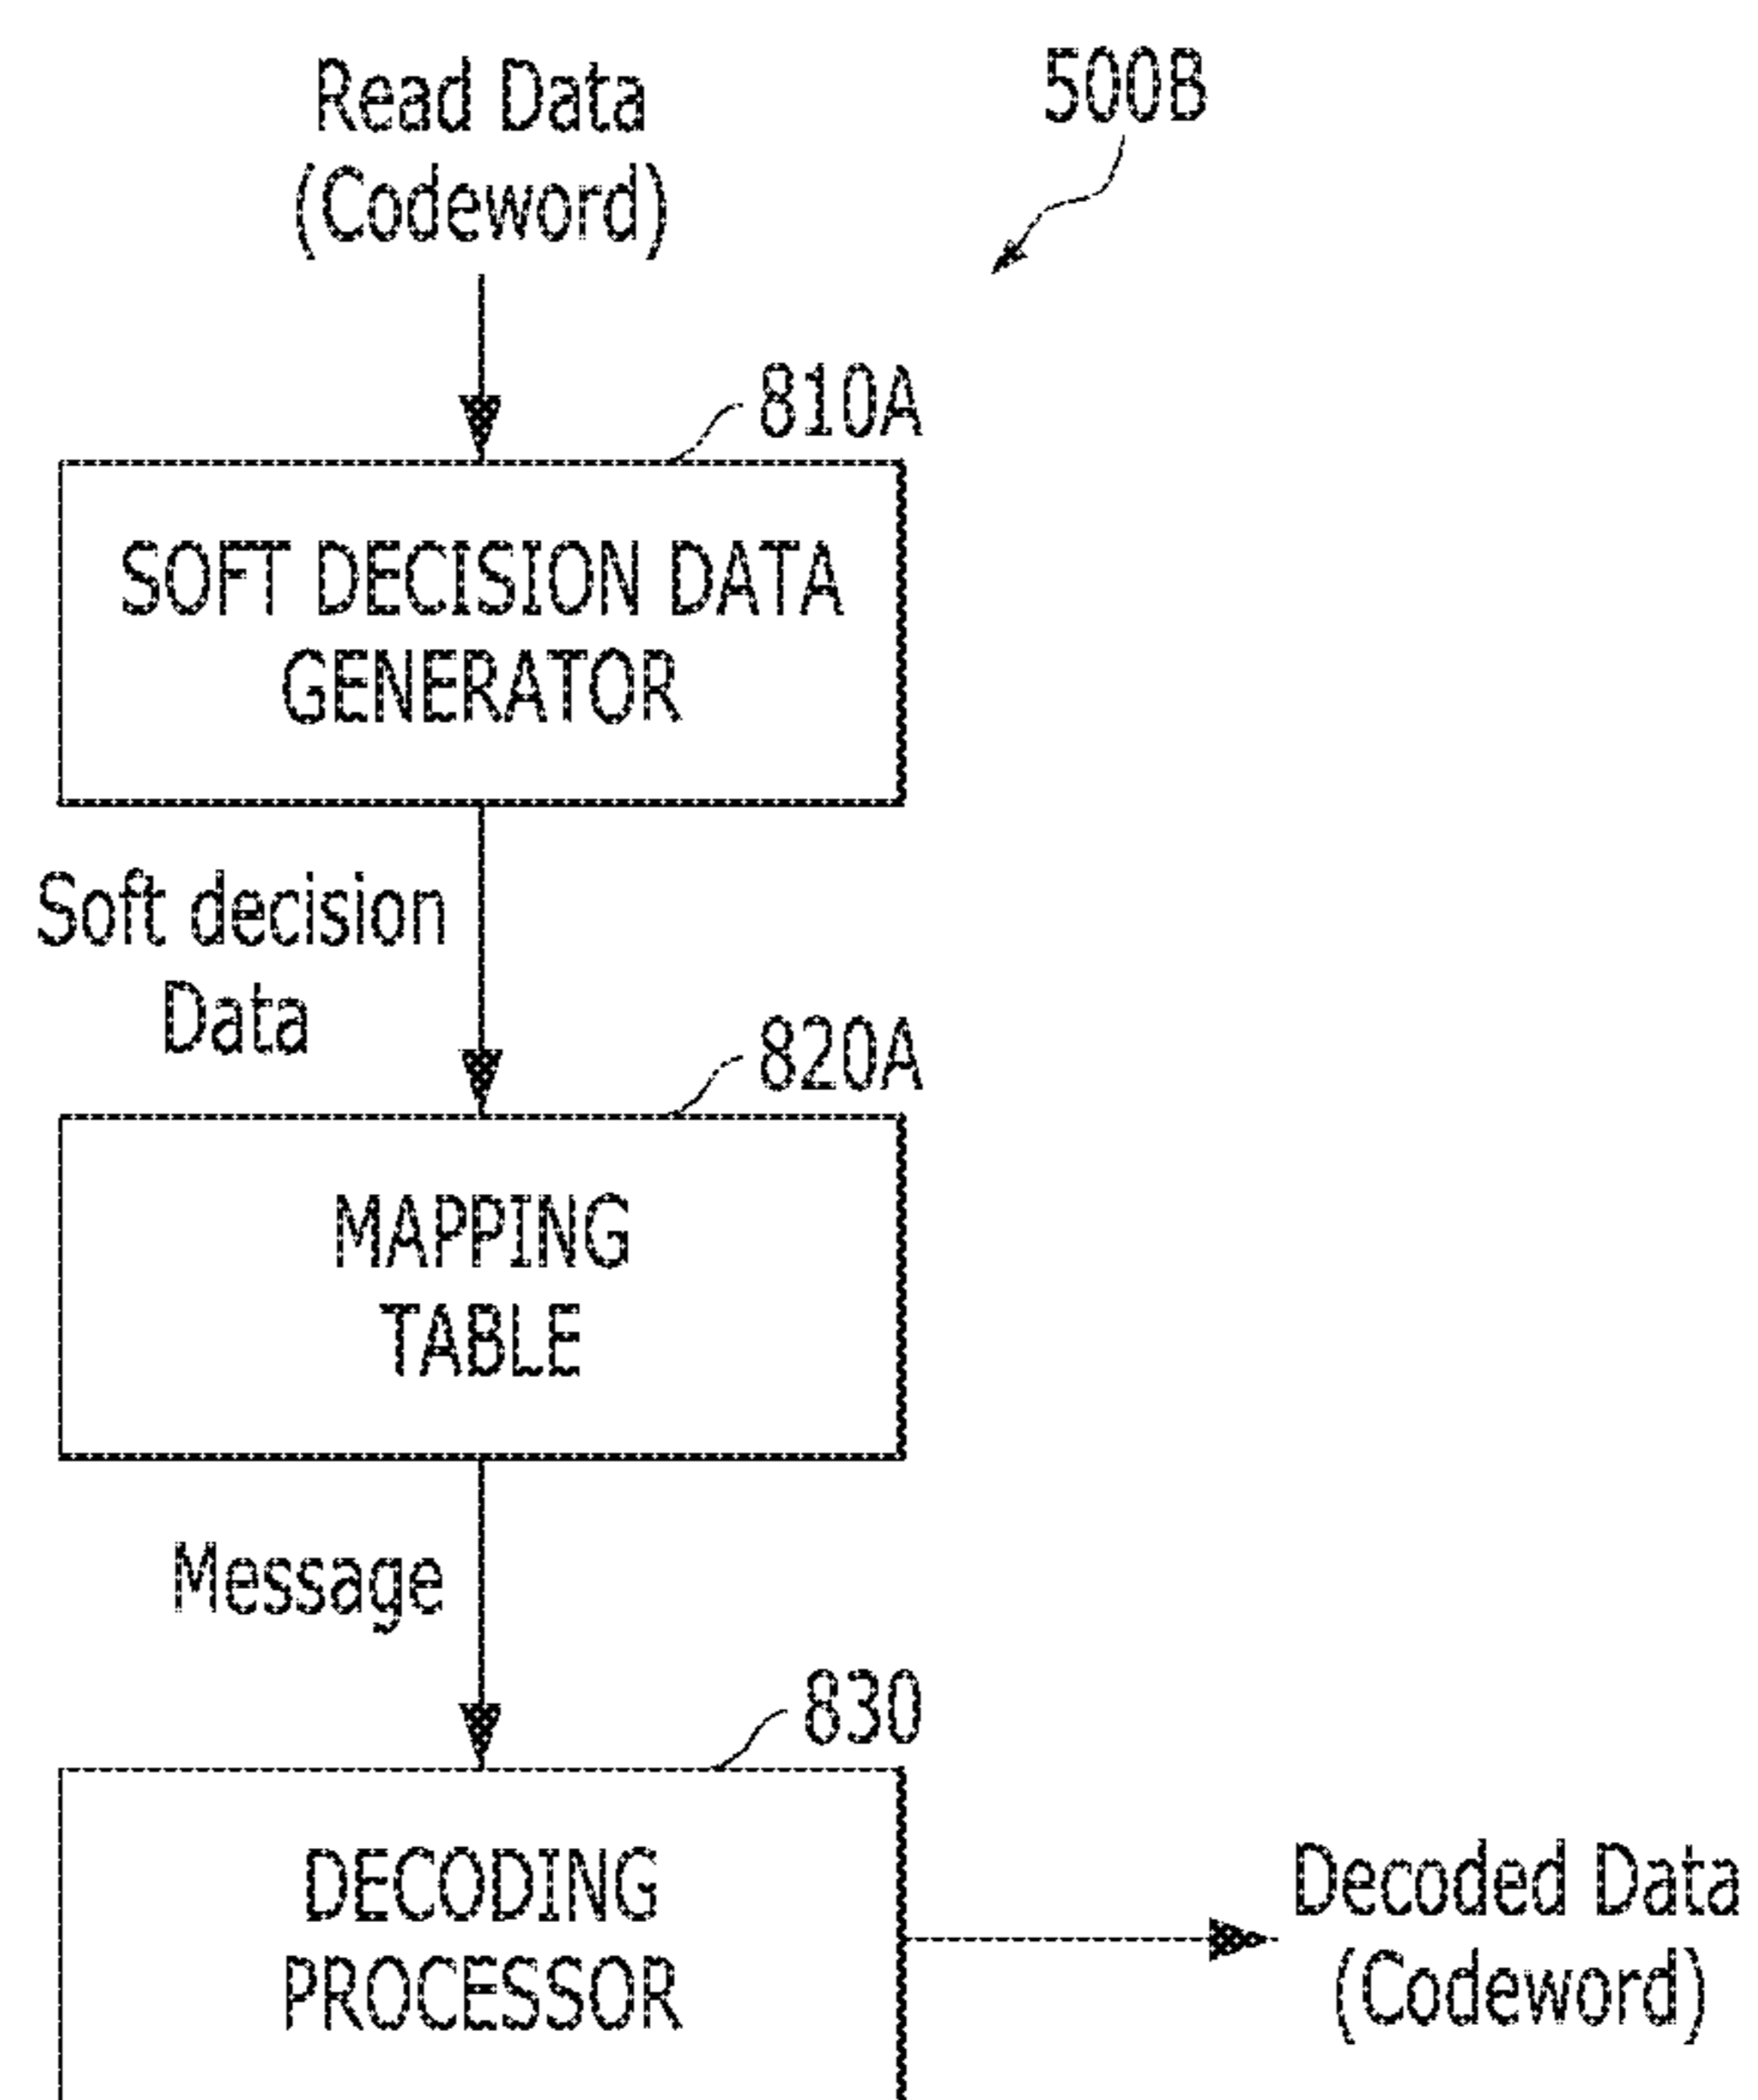 Read Data
(Codeword)
500B
810A
SOFT DECISION DATA
GENERATOR
Soft decision
Data
820A
MAPPING
TABLE
Message
830
DECODING
PROCESSOR
Decoded Data
(Codeword)